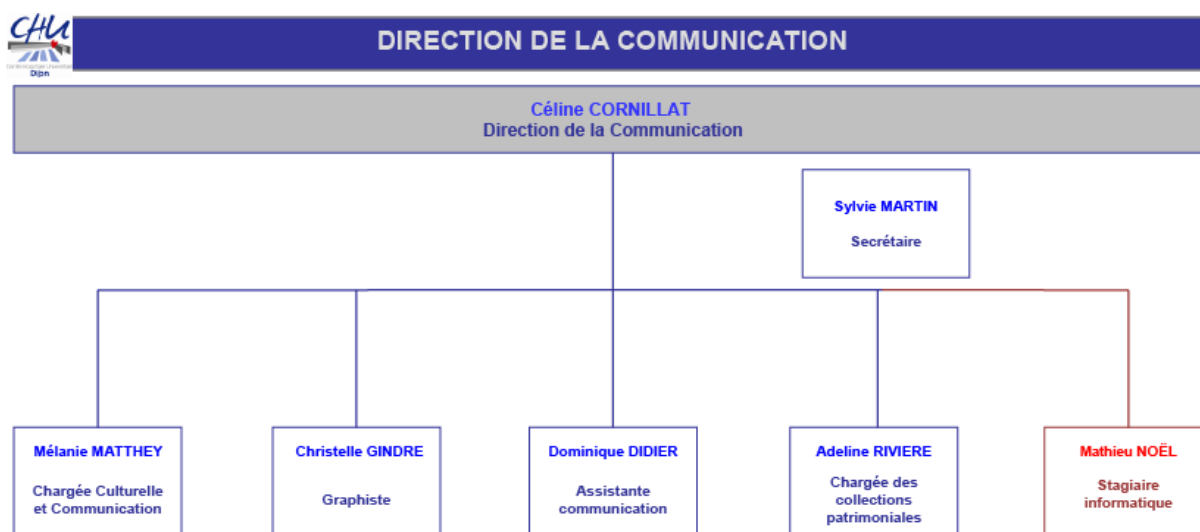 CHU
Dijon
DIRECTION DE LA COMMUNICATION
Céline CORNILLAT
Direction de la Communication
Sylvie MARTIN
Secrétaire
Mélanie MATTHEY
Chargée Culturelle
et Communication
Christelle GINDRE
Graphiste
Dominique DIDIER
Assistante
communication
Adeline RIVIERE
Chargée des
collections
patrimoniales
Mathieu NOËL
Stagiaire
informatique